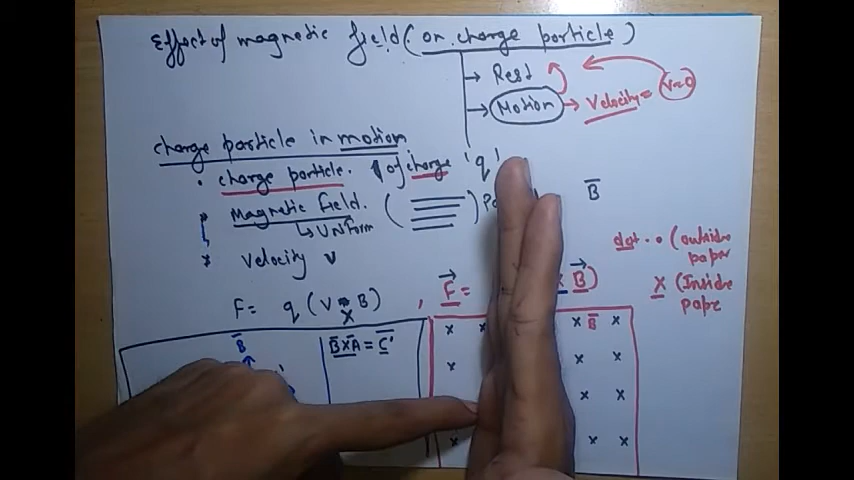 Effect of magnetic field (on charge particle)
→ Rest
→ Motion → Velocity = V=0
charge particle in motion
• charge particle. of charge 'q'
* Magnetic field. ( ) B̅
↳ Uniform
* Velocity v
dot · · (outside paper
x (Inside pape
F = q (V × B) , F⃗ = × B⃗)
B̅
B̅ x A̅ = C̅'
x x x B̅ x
x x x
x x
x x x